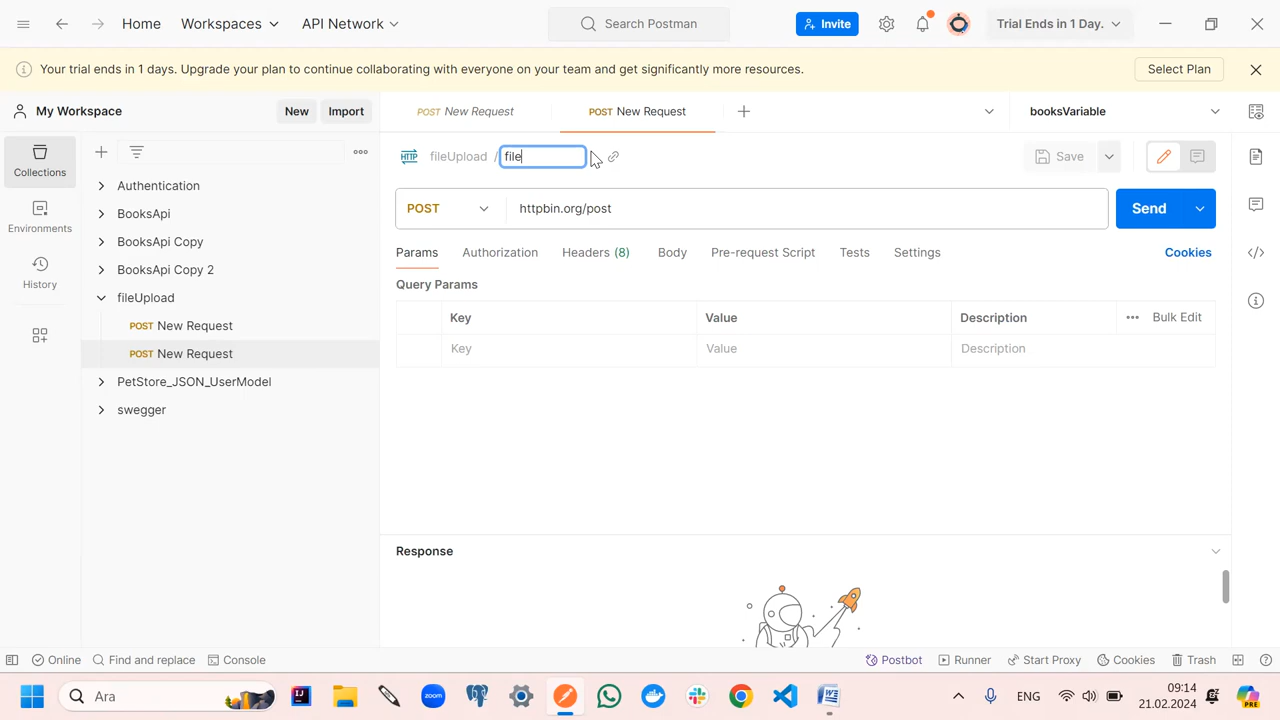 Home Workspaces API Network Search Postman Invite Trial Ends in 1 Day.
Your trial ends in 1 days. Upgrade your plan to continue collaborating with everyone on your team and get significantly more resources. Select Plan
My Workspace New Import POST New Request POST New Request booksVariable
Collections
Environments
History
Authentication
BooksApi
BooksApi Copy
BooksApi Copy 2
fileUpload
POST New Request
POST New Request
PetStore_JSON_UserModel
swegger
HTTP fileUpload / file Save
POST httpbin.org/post Send
Params Authorization Headers (8) Body Pre-request Script Tests Settings Cookies
Query Params
Key Value Description Bulk Edit
Key Value Description
Response
Online Find and replace Console Postbot Runner Start Proxy Cookies Trash
Ara zoom ENG 09:14
21.02.2024
PRE